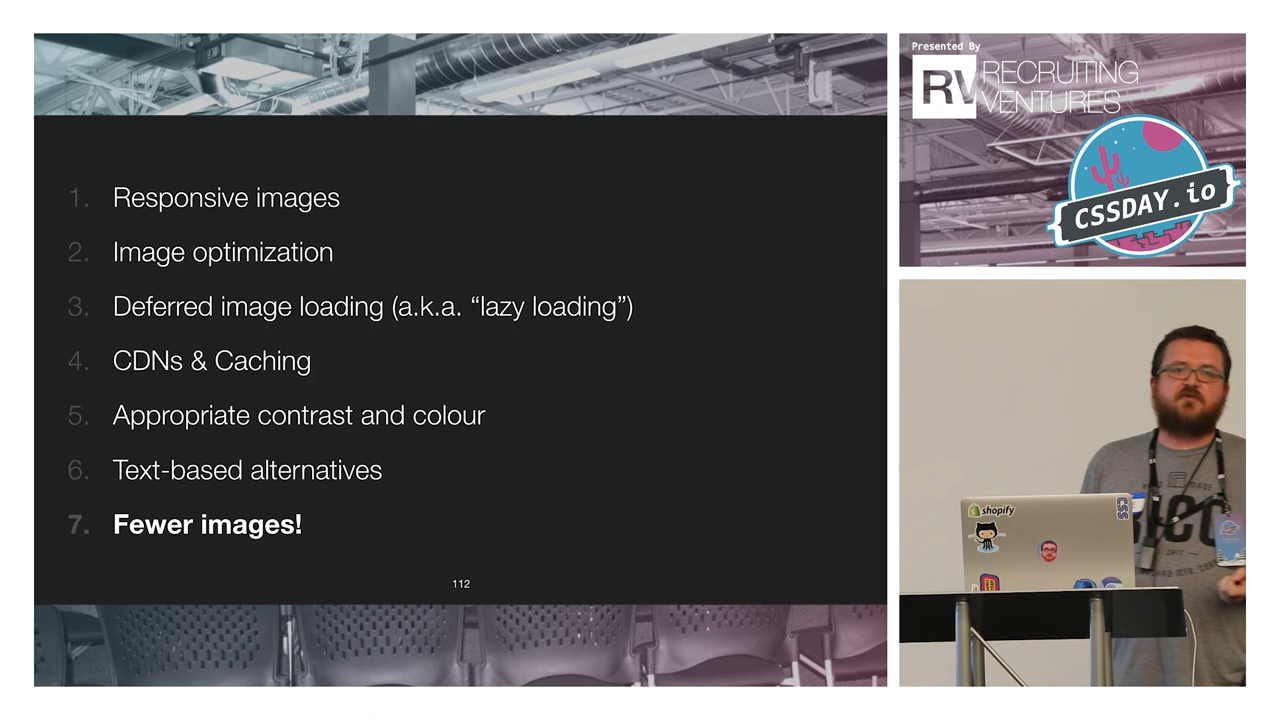 1. Responsive images
2. Image optimization
3. Deferred image loading (a.k.a. “lazy loading”)
4. CDNs & Caching
5. Appropriate contrast and colour
6. Text-based alternatives
7. Fewer images!
112
Presented By
RV RECRUITING
VENTURES
{CSSDAY.io}
shopify
CSS